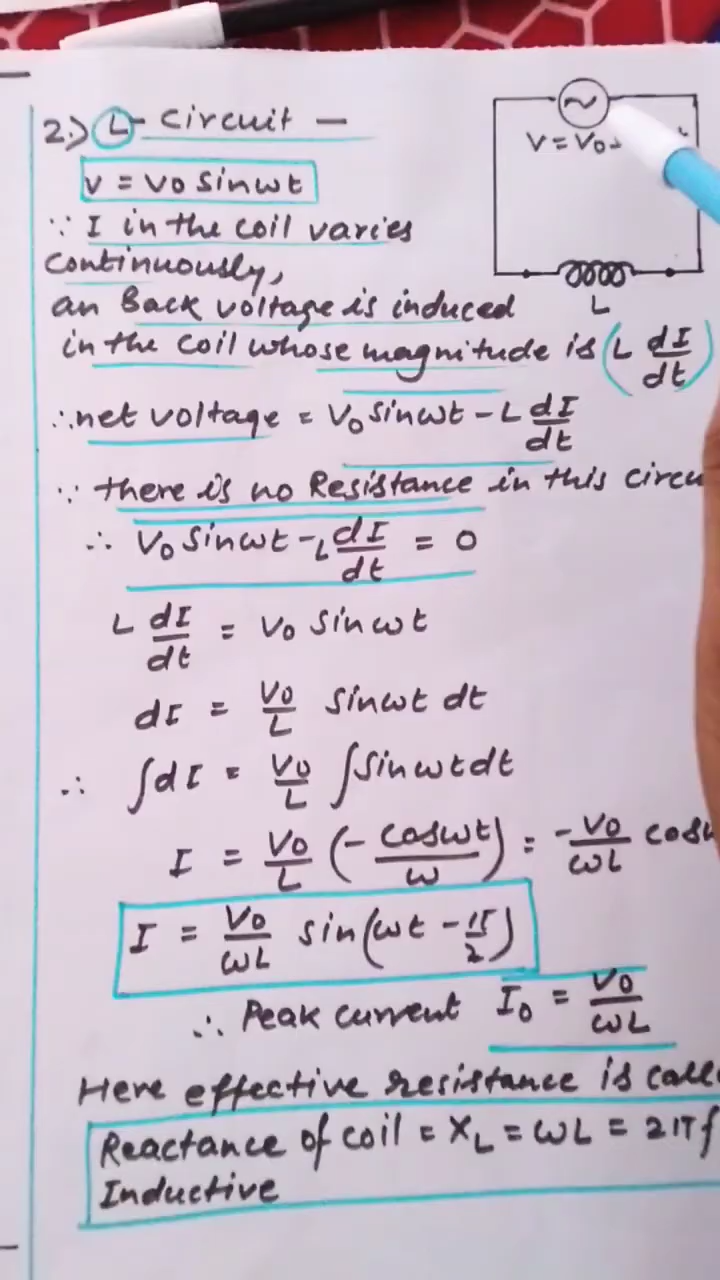 2.) L - Circuit -
V = V0 sinωt
V = V0
∵ I in the coil varies
continuously,
L
an Back voltage is induced
in the coil whose magnitude is (L dI/dt)
∴ net voltage = V0 sinωt - L dI/dt
∵ there is no Resistance in this
∴ V0 sinωt - L dI/dt = 0
L dI/dt = V0 sinωt
dI = V0/L sinωt dt
∴ ∫dI = V0/L ∫sinωt dt
I = V0/L (- cosωt/ω) = -V0/ωL
I = V0/ωL sin(ωt - π/2)
∴ Peak current I0 = V0/ωL
Here effective resistance is
Reactance of coil = XL = ωL = 2πf
Inductive